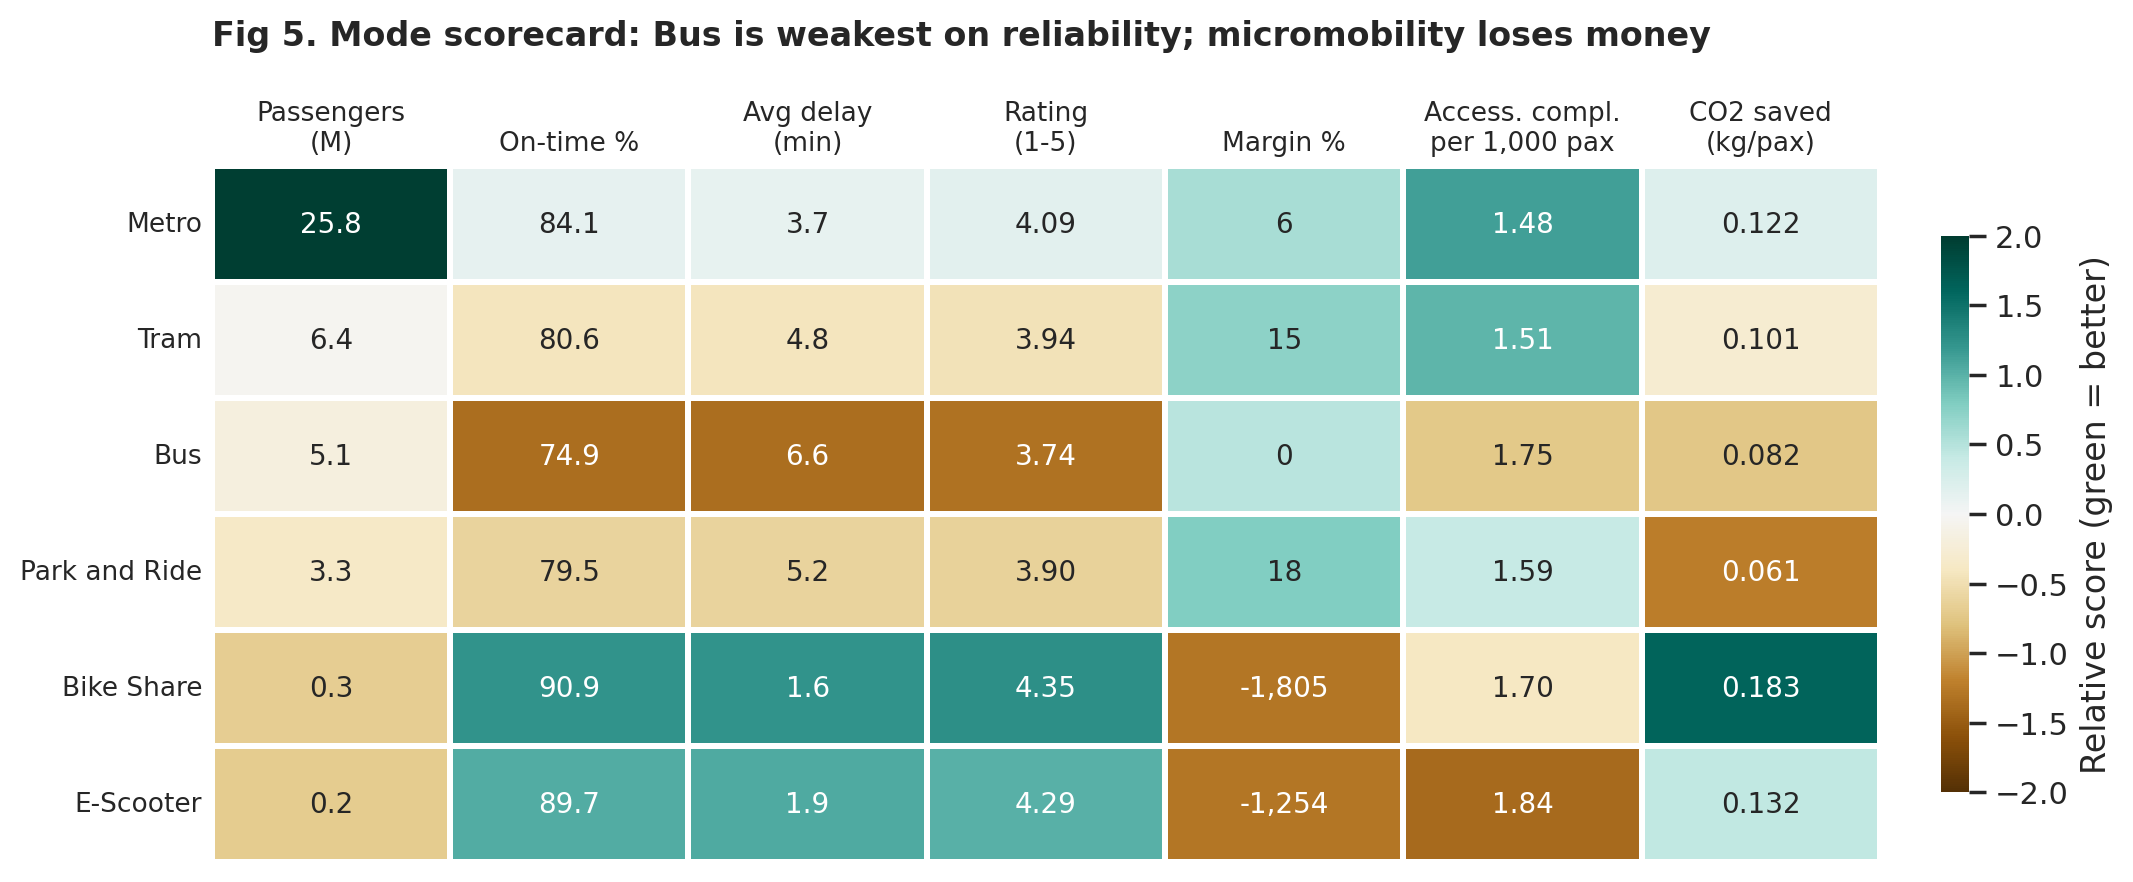 Fig 5. Mode scorecard: Bus is weakest on reliability; micromobility loses money
Passengers
(M)
On-time %
Avg delay
(min)
Rating
(1-5)
Margin %
Access. compl.
per 1,000 pax
CO2 saved
(kg/pax)
Metro 25.8 84.1 3.7 4.09 6 1.48 0.122
Tram 6.4 80.6 4.8 3.94 15 1.51 0.101
Bus 5.1 74.9 6.6 3.74 0 1.75 0.082
Park and Ride 3.3 79.5 5.2 3.90 18 1.59 0.061
Bike Share 0.3 90.9 1.6 4.35 -1,805 1.70 0.183
E-Scooter 0.2 89.7 1.9 4.29 -1,254 1.84 0.132
2.0
1.5
1.0
0.5
0.0
−0.5
−1.0
−1.5
−2.0
Relative score (green = better)